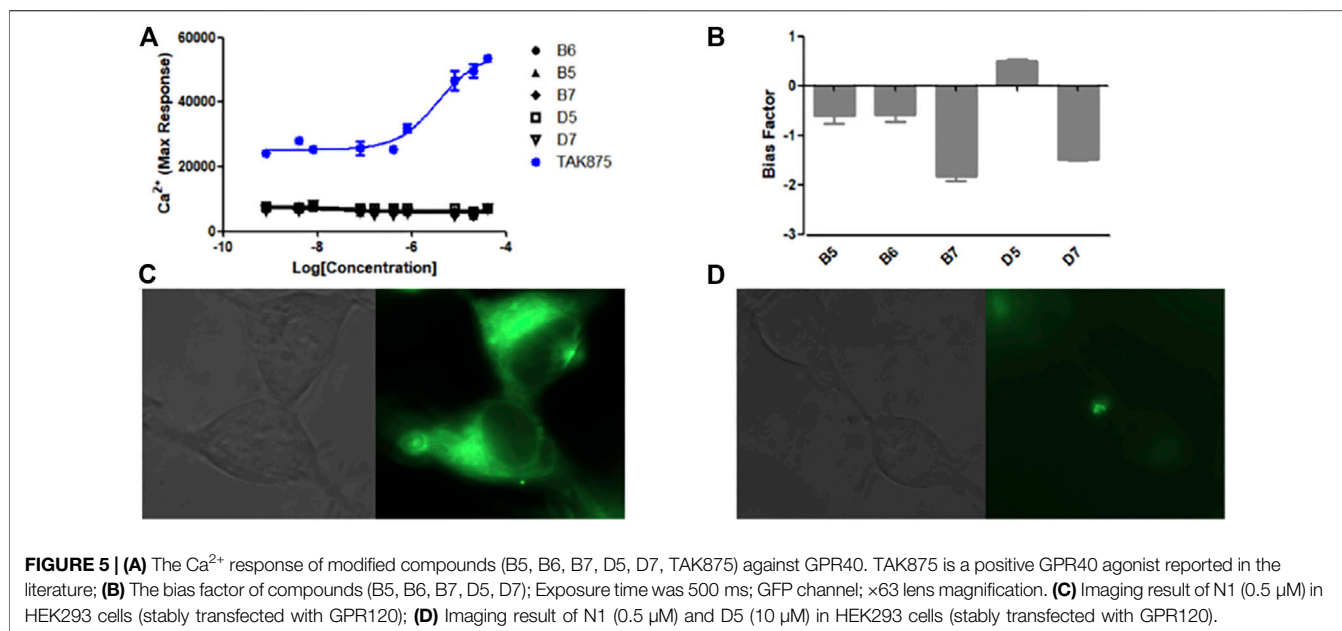 A
60000
40000
20000
0
Ca²⁺ (Max Response)
-10
-8
-6
-4
Log[Concentration]
B6
B5
B7
D5
D7
TAK875
B
1
0
-1
-2
-3
Bias Factor
B5
B6
B7
D5
D7
C
D
FIGURE 5 | (A) The Ca²⁺ response of modified compounds (B5, B6, B7, D5, D7, TAK875) against GPR40. TAK875 is a positive GPR40 agonist reported in the
literature; (B) The bias factor of compounds (B5, B6, B7, D5, D7); Exposure time was 500 ms; GFP channel; ×63 lens magnification. (C) Imaging result of N1 (0.5 μM) in
HEK293 cells (stably transfected with GPR120); (D) Imaging result of N1 (0.5 μM) and D5 (10 μM) in HEK293 cells (stably transfected with GPR120).